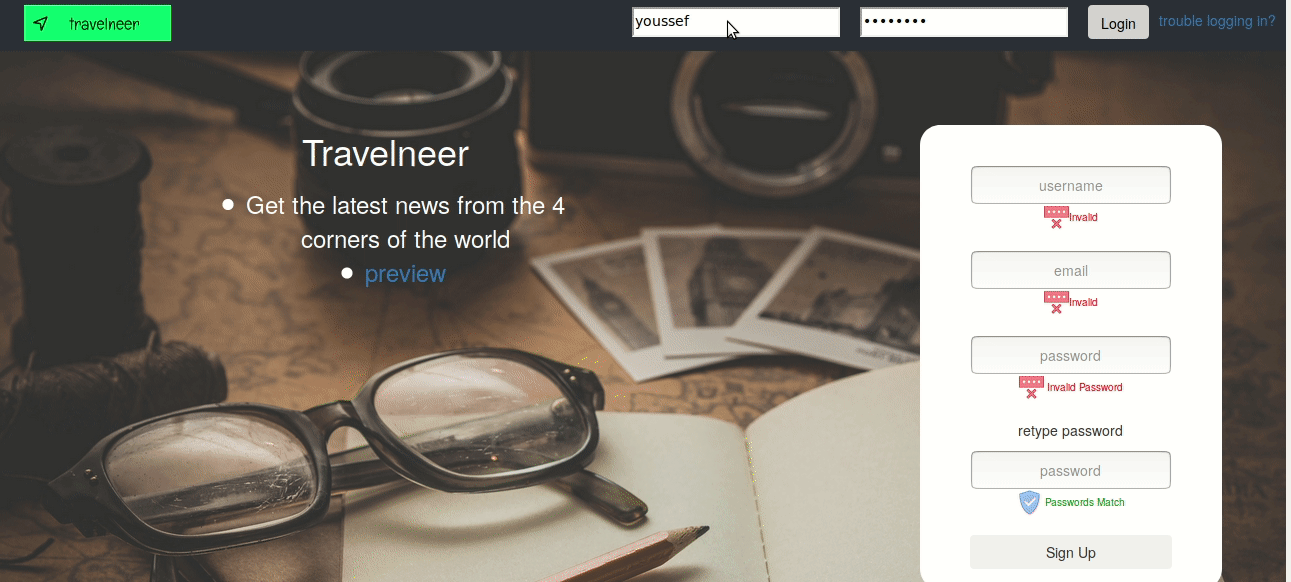 travelneer
youssef
••••••••
Login
trouble logging in?
Travelneer
• Get the latest news from the 4
corners of the world
• preview
username
Invalid
email
Invalid
password
Invalid Password
retype password
password
Passwords Match
Sign Up